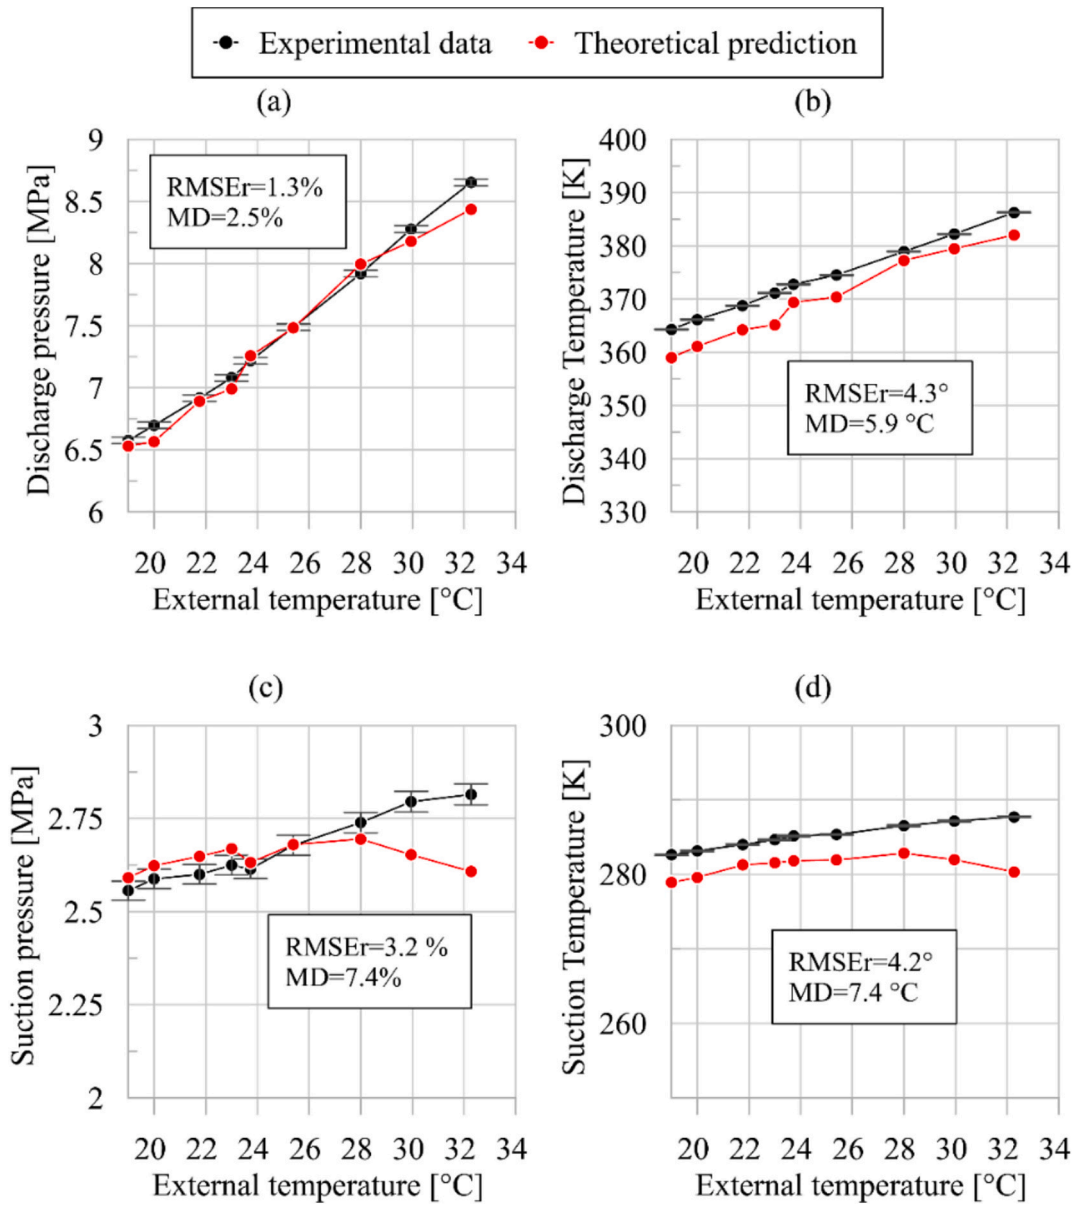 Experimental data Theoretical prediction
(a)
Discharge pressure [MPa]
9
8.5
8
7.5
7
6.5
6
RMSEr=1.3%
MD=2.5%
20 22 24 26 28 30 32 34
External temperature [°C]
(b)
Discharge Temperature [K]
400
390
380
370
360
350
340
330
RMSEr=4.3°
MD=5.9 °C
20 22 24 26 28 30 32 34
External temperature [°C]
(c)
Suction pressure [MPa]
3
2.75
2.5
2.25
2
RMSEr=3.2 %
MD=7.4%
20 22 24 26 28 30 32 34
External temperature [°C]
(d)
Suction Temperature [K]
300
280
260
RMSEr=4.2°
MD=7.4 °C
20 22 24 26 28 30 32 34
External temperature [°C]